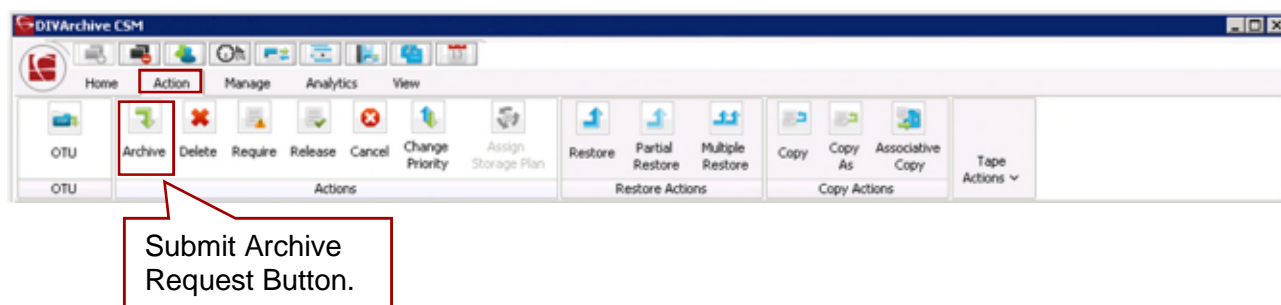 DIVArchive CSM
Home Action Manage Analytics View
OTU Archive Delete Require Release Cancel Change Priority Assign Storage Plan Restore Partial Restore Multiple Restore Copy Copy As Associative Copy Tape Actions
OTU Actions Restore Actions Copy Actions
Submit Archive
Request Button.